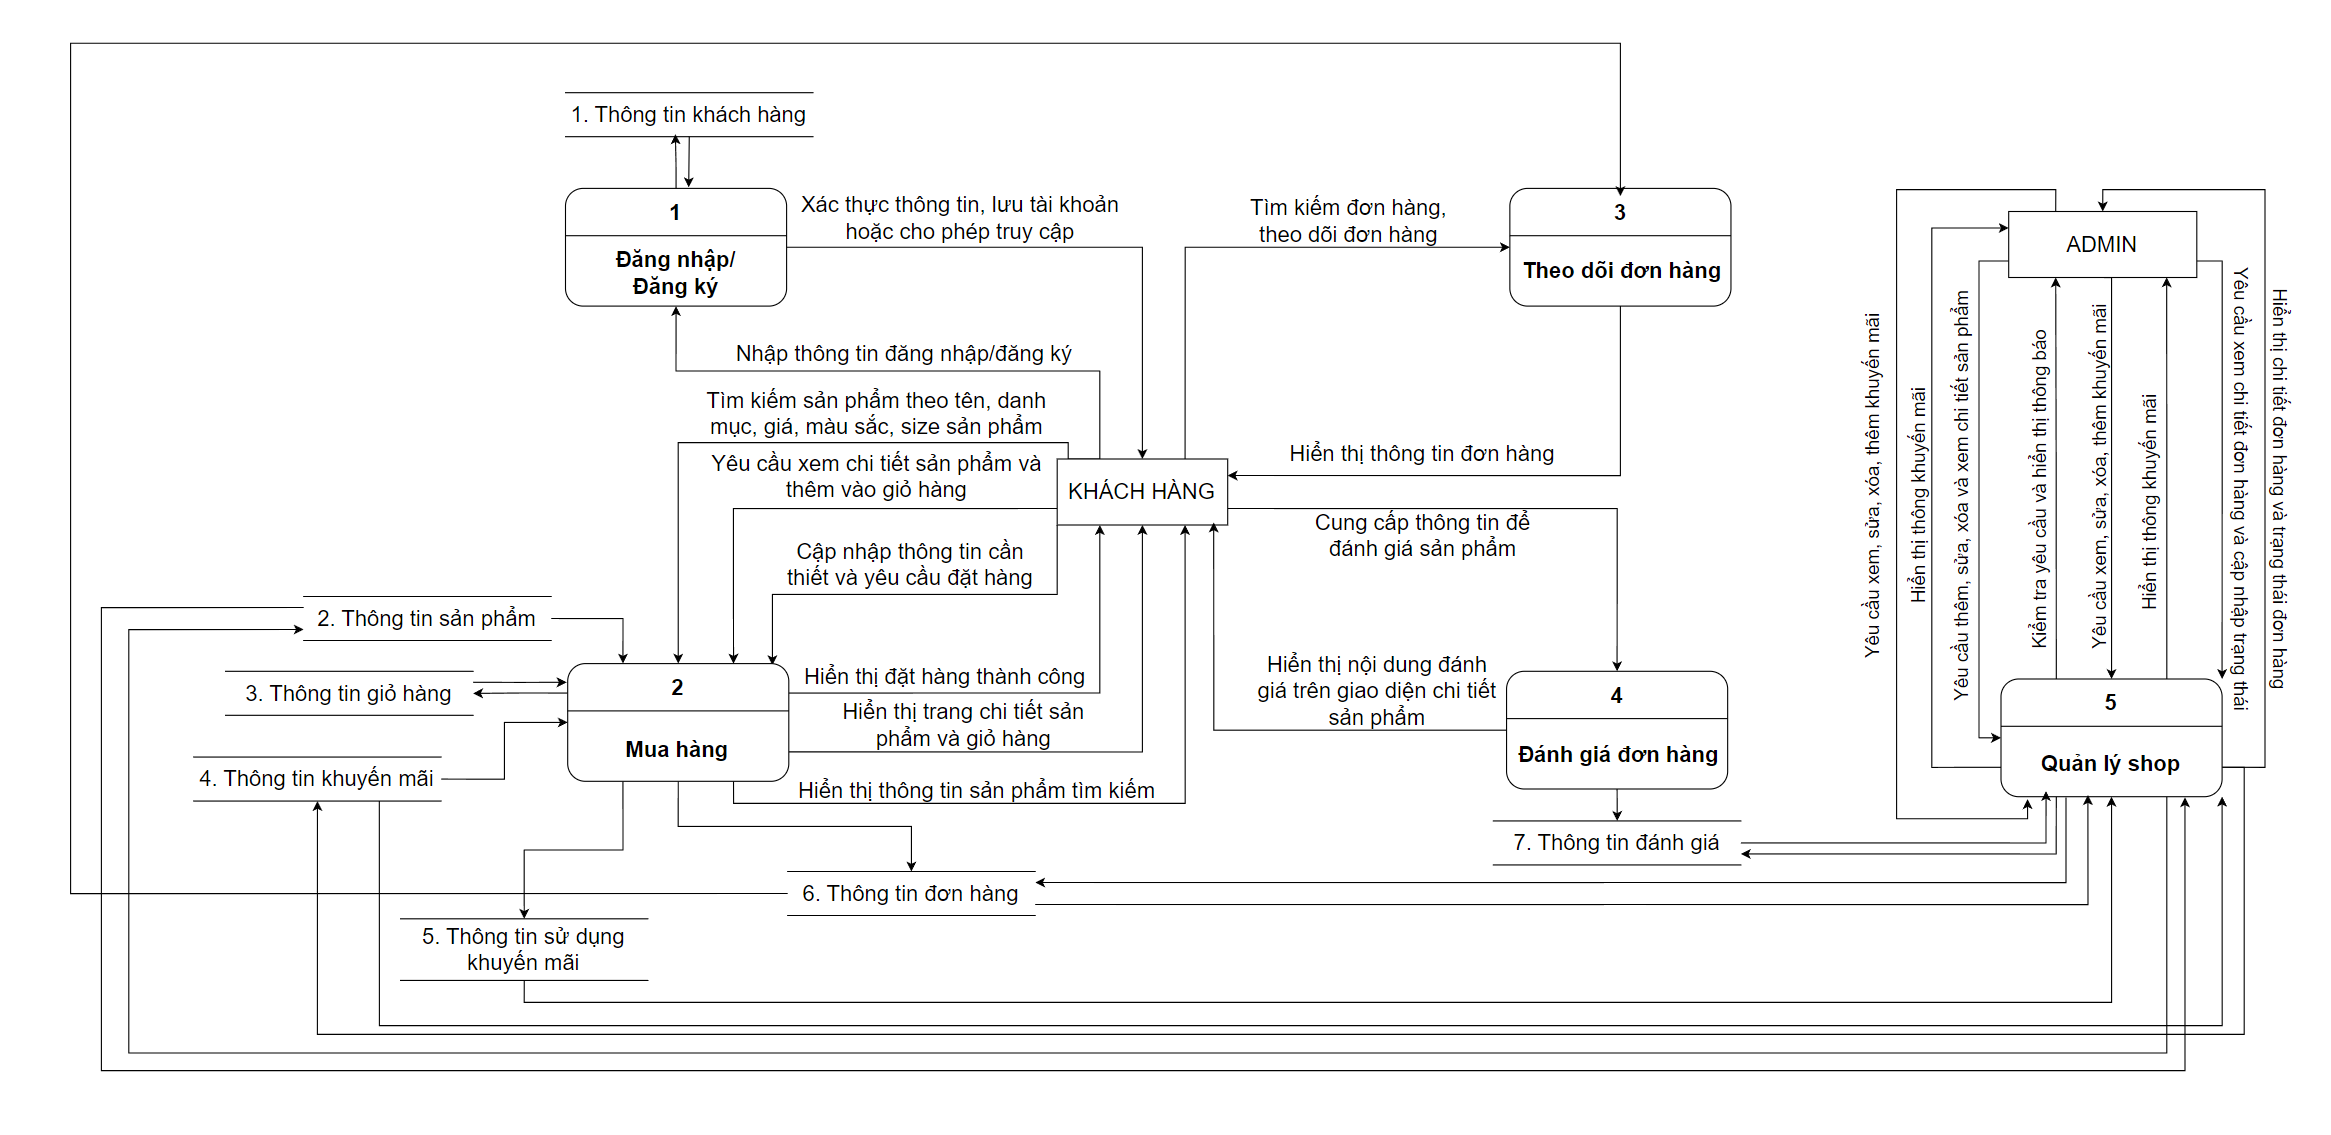 1. Thông tin khách hàng
1
Đăng nhập/
Đăng ký
Xác thực thông tin, lưu tài khoản
hoặc cho phép truy cập
Tìm kiếm đơn hàng,
theo dõi đơn hàng
3
Theo dõi đơn hàng
ADMIN
Nhập thông tin đăng nhập/đăng ký
Tìm kiếm sản phẩm theo tên, danh
mục, giá, màu sắc, size sản phẩm
Yêu cầu xem chi tiết sản phẩm và
thêm vào giỏ hàng
KHÁCH HÀNG
Hiển thị thông tin đơn hàng
Cập nhập thông tin cần
thiết và yêu cầu đặt hàng
Cung cấp thông tin để
đánh giá sản phẩm
Yêu cầu xem, sửa, xóa, thêm khuyến mãi
Hiển thị thông khuyến mãi
Yêu cầu thêm, sửa, xóa và xem chi tiết sản phẩm
Kiểm tra yêu cầu và hiển thị thông báo
Yêu cầu xem, sửa, xóa, thêm khuyến mãi
Hiển thị thông khuyến mãi
Yêu cầu xem chi tiết đơn hàng và cập nhập trạng thái
Hiển thị chi tiết đơn hàng và trạng thái đơn hàng
2. Thông tin sản phẩm
3. Thông tin giỏ hàng
4. Thông tin khuyến mãi
2
Mua hàng
Hiển thị đặt hàng thành công
Hiển thị trang chi tiết sản
phẩm và giỏ hàng
Hiển thị thông tin sản phẩm tìm kiếm
Hiển thị nội dung đánh
giá trên giao diện chi tiết
sản phẩm
4
Đánh giá đơn hàng
5
Quản lý shop
7. Thông tin đánh giá
6. Thông tin đơn hàng
5. Thông tin sử dụng
khuyến mãi